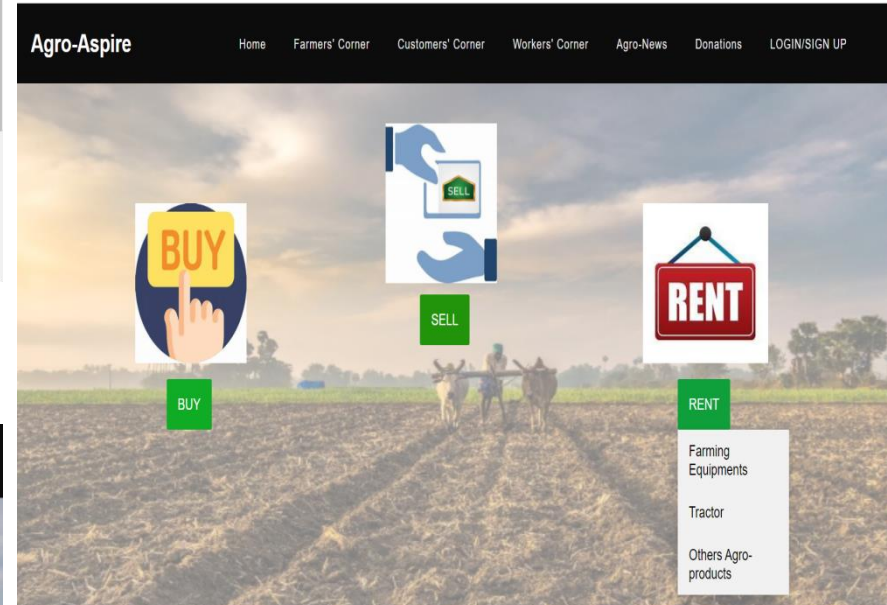 Agro-Aspire
Home Farmers' Corner Customers' Corner Workers' Corner Agro-News Donations LOGIN/SIGN UP
SELL
BUY
RENT
SELL
BUY
RENT
Farming
Equipments
Tractor
Others Agro-
products